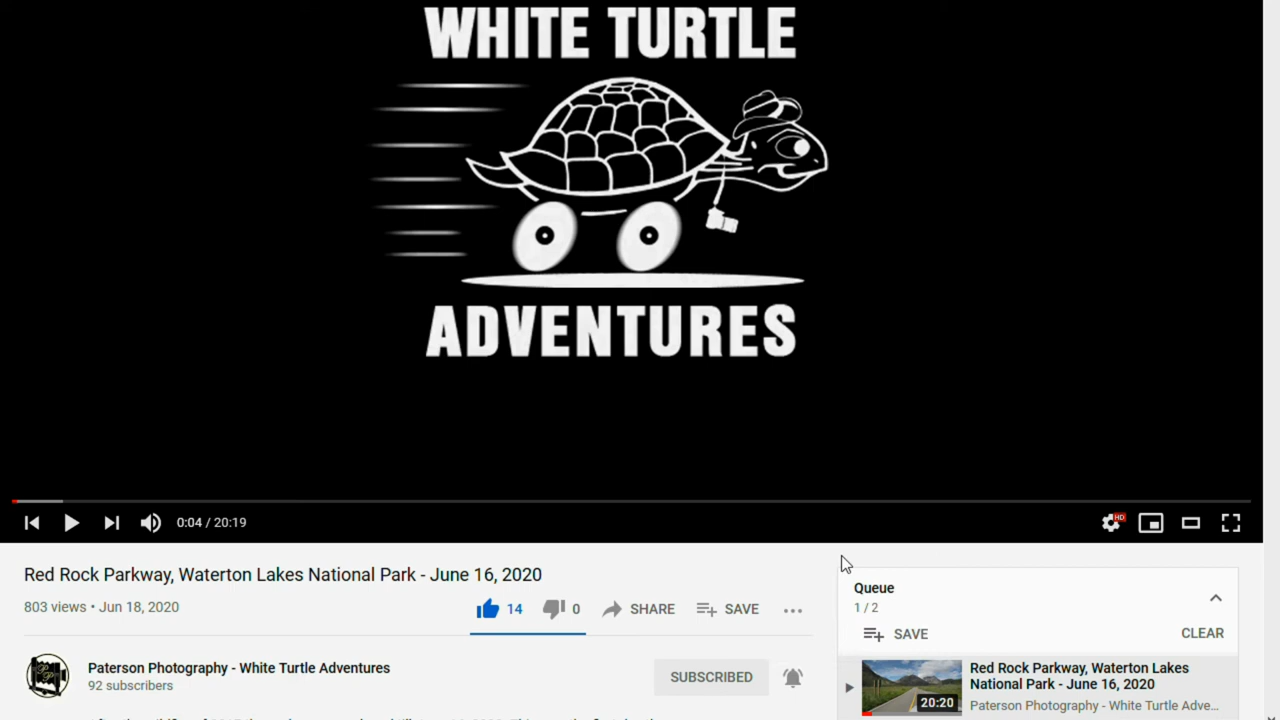 WHITE TURTLE
ADVENTURES
HD
0:04 / 20:19
Red Rock Parkway, Waterton Lakes National Park - June 16, 2020
803 views • Jun 18, 2020
14
0
SHARE
SAVE
Queue
1 / 2
SAVE
CLEAR
Paterson Photography - White Turtle Adventures
92 subscribers
SUBSCRIBED
20:20
Red Rock Parkway, Waterton Lakes
National Park - June 16, 2020
Paterson Photography - White Turtle Adve...